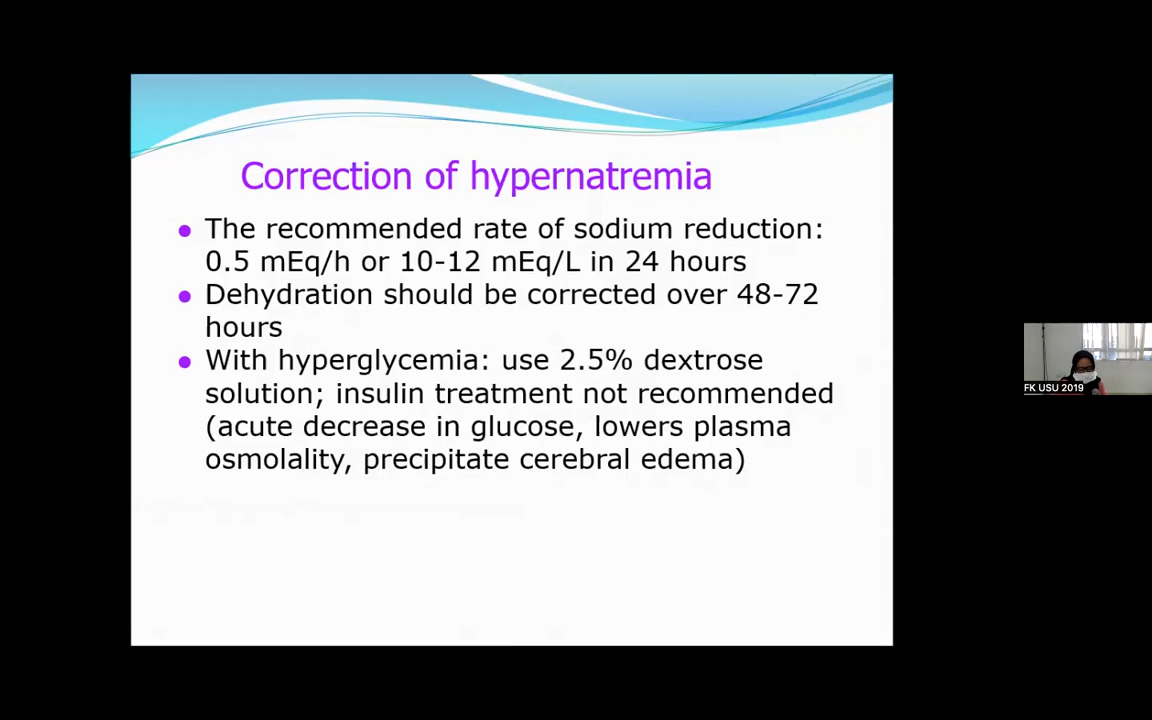 Correction of hypernatremia
• The recommended rate of sodium reduction:
0.5 mEq/h or 10-12 mEq/L in 24 hours
• Dehydration should be corrected over 48-72
hours
• With hyperglycemia: use 2.5% dextrose
solution; insulin treatment not recommended
(acute decrease in glucose, lowers plasma
osmolality, precipitate cerebral edema)
FK USU 2019